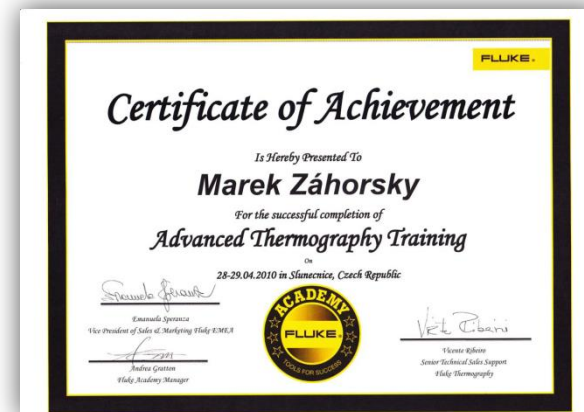 FLUKE®
Certificate of Achievement
Is Hereby Presented To
Marek Záhorsky
For the successful completion of
Advanced Thermography Training
On
28-29.04.2010 in Slunecnice, Czech Republic
Emanuela Speranza
Vice President of Sales & Marketing Fluke EMEA
Andrea Gratton
Fluke Academy Manager
ACADEMY
FLUKE®
TOOLS FOR SUCCESS
Vicente Ribeiro
Senior Technical Sales Support
Fluke Thermography